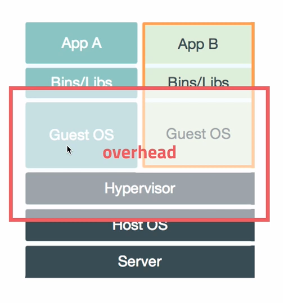 App A
App B
Bins/Libs
Bins/Libs
Guest OS
Guest OS
overhead
Hypervisor
Host OS
Server